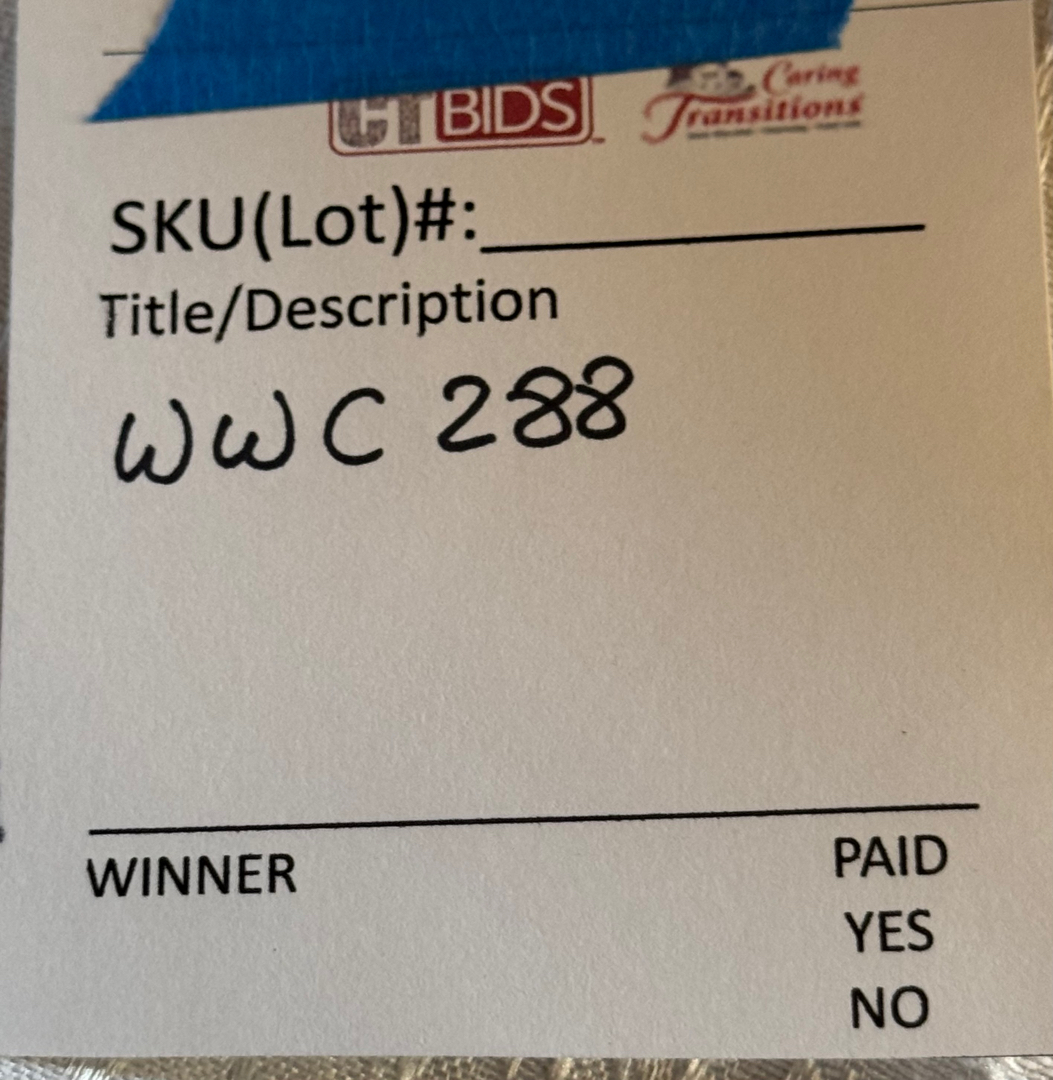 CTBIDS
Caring
Transitions
SKU(Lot)#:
Title/Description
WWC 288
WINNER
PAID
YES
NO